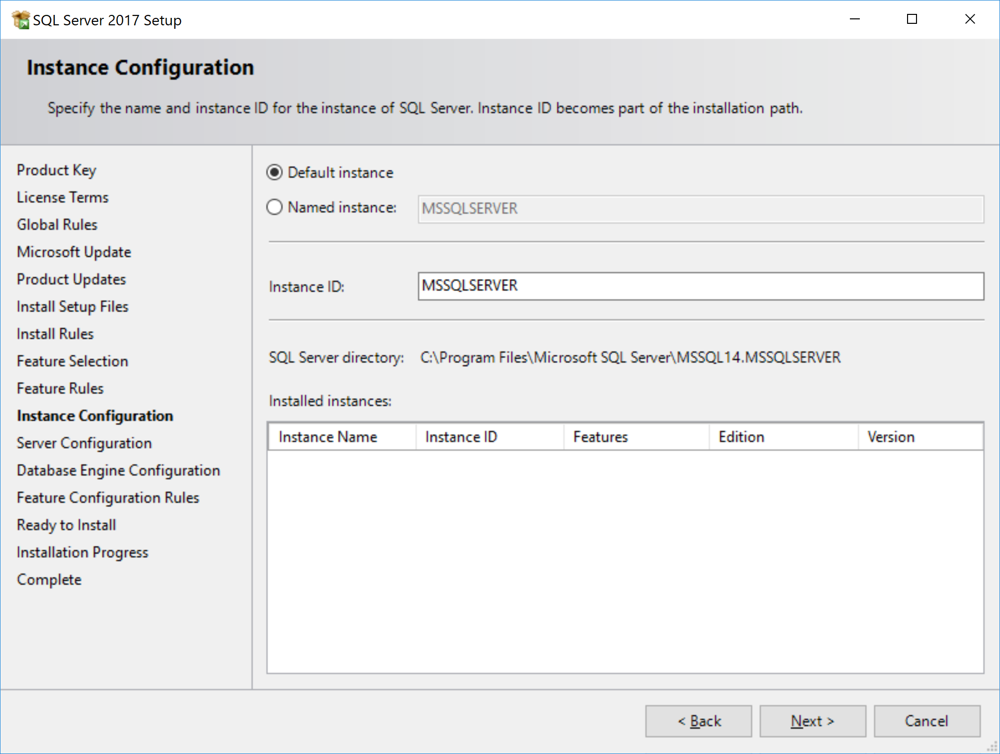 SQL Server 2017 Setup
Instance Configuration
Specify the name and instance ID for the instance of SQL Server. Instance ID becomes part of the installation path.
Product Key
License Terms
Global Rules
Microsoft Update
Product Updates
Install Setup Files
Install Rules
Feature Selection
Feature Rules
Instance Configuration
Server Configuration
Database Engine Configuration
Feature Configuration Rules
Ready to Install
Installation Progress
Complete
Default instance
Named instance: MSSQLSERVER
Instance ID: MSSQLSERVER
SQL Server directory: C:\Program Files\Microsoft SQL Server\MSSQL14.MSSQLSERVER
Installed instances:
Instance Name Instance ID Features Edition Version
< Back Next > Cancel